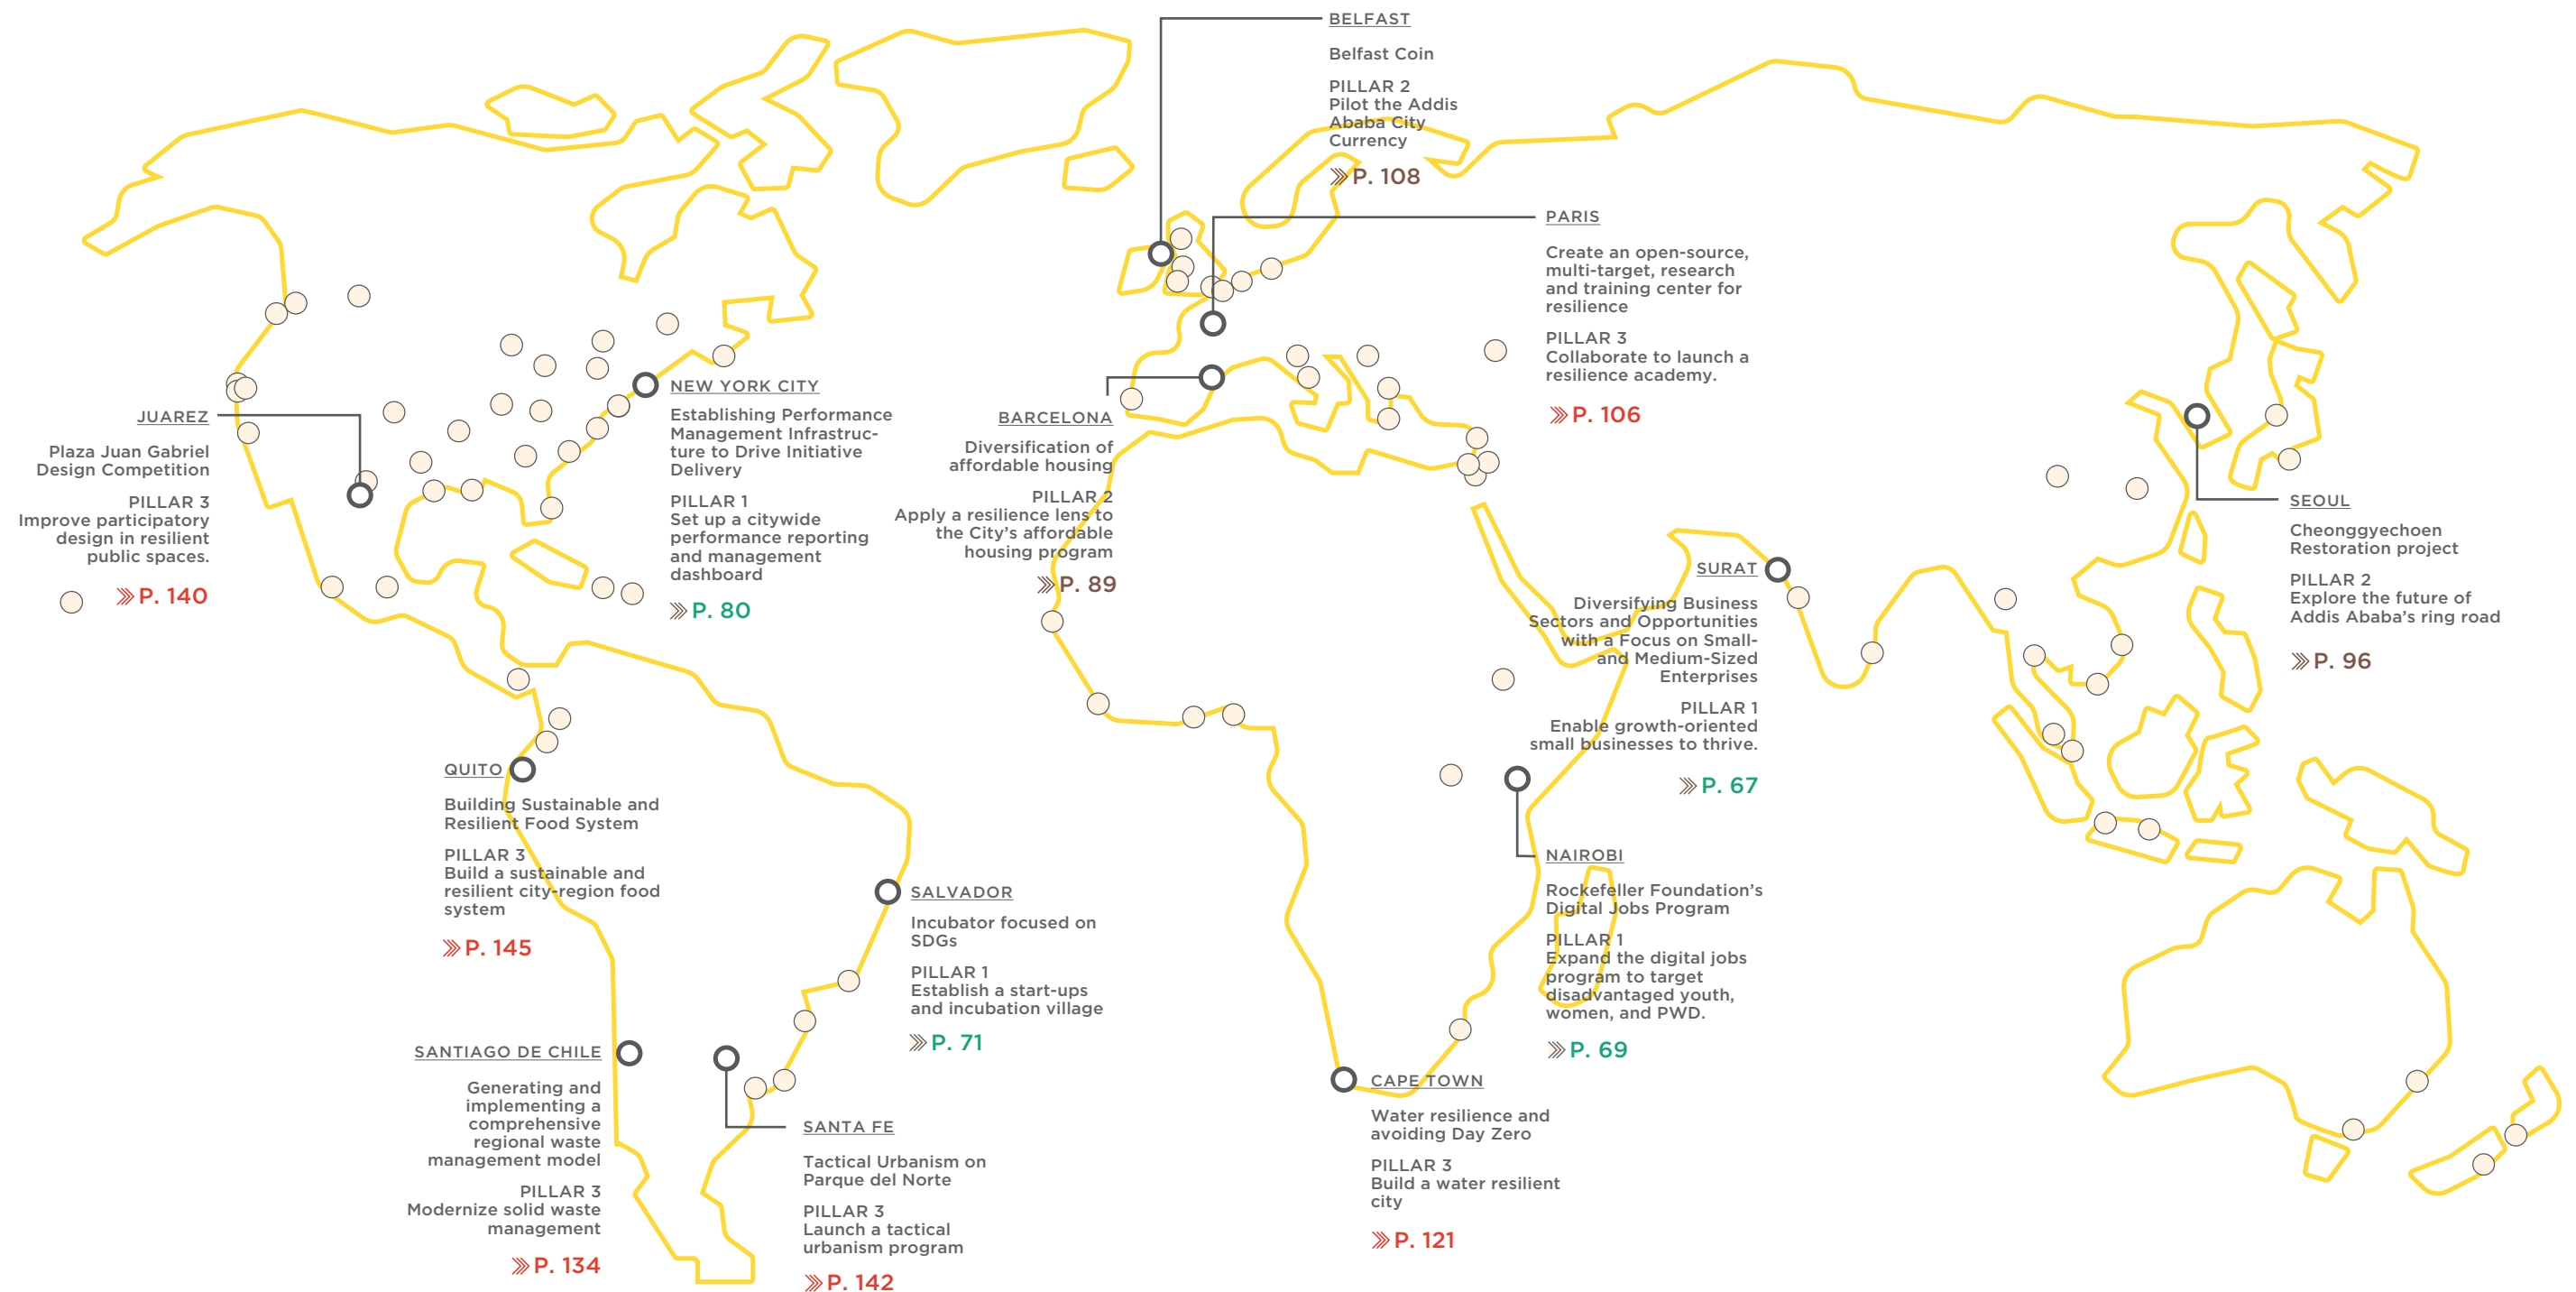 BELFAST
Belfast Coin
PILLAR 2
Pilot the Addis
Ababa City
Currency
P. 108
PARIS
Create an open-source,
multi-target, research
and training center for
resilience
PILLAR 3
Collaborate to launch a
resilience academy.
P. 106
JUAREZ
Plaza Juan Gabriel
Design Competition
PILLAR 3
Improve participatory
design in resilient
public spaces.
P. 140
NEW YORK CITY
Establishing Performance
Management Infrastruc-
ture to Drive Initiative
Delivery
PILLAR 1
Set up a citywide
performance reporting
and management
dashboard
P. 80
BARCELONA
Diversification of
affordable housing
PILLAR 2
Apply a resilience lens to
the City's affordable
housing program
P. 89
SEOUL
Cheonggyechoen
Restoration project
PILLAR 2
Explore the future of
Addis Ababa's ring road
P. 96
SURAT
Diversifying Business
Sectors and Opportunities
with a Focus on Small-
and Medium-Sized
Enterprises
PILLAR 1
Enable growth-oriented
small businesses to thrive.
P. 67
QUITO
Building Sustainable and
Resilient Food System
PILLAR 3
Build a sustainable and
resilient city-region food
system
P. 145
SALVADOR
Incubator focused on
SDGs
PILLAR 1
Establish a start-ups
and incubation village
P. 71
NAIROBI
Rockefeller Foundation's
Digital Jobs Program
PILLAR 1
Expand the digital jobs
program to target
disadvantaged youth,
women, and PWD.
P. 69
SANTIAGO DE CHILE
Generating and
implementing a
comprehensive
regional waste
management model
PILLAR 3
Modernize solid waste
management
P. 134
SANTA FE
Tactical Urbanism on
Parque del Norte
PILLAR 3
Launch a tactical
urbanism program
P. 142
CAPE TOWN
Water resilience and
avoiding Day Zero
PILLAR 3
Build a water resilient
city
P. 121